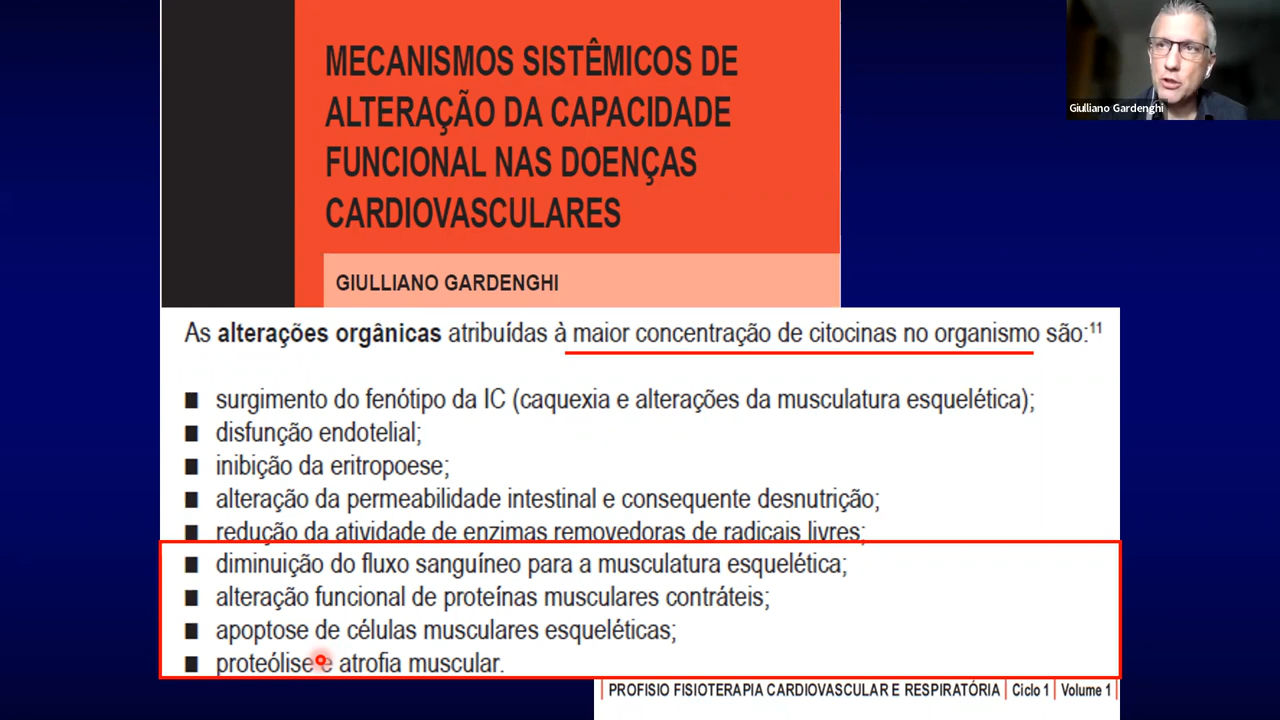 MECANISMOS SISTÊMICOS DE
ALTERAÇÃO DA CAPACIDADE
FUNCIONAL NAS DOENÇAS
CARDIOVASCULARES
GIULLIANO GARDENGHI
Giulliano Gardenghi
As alterações orgânicas atribuídas à maior concentração de citocinas no organismo são:11
■ surgimento do fenótipo da IC (caquexia e alterações da musculatura esquelética);
■ disfunção endotelial;
■ inibição da eritropoese;
■ alteração da permeabilidade intestinal e consequente desnutrição;
■ redução da atividade de enzimas removedoras de radicais livres;
■ diminuição do fluxo sanguíneo para a musculatura esquelética;
■ alteração funcional de proteínas musculares contráteis;
■ apoptose de células musculares esqueléticas;
■ proteólise e atrofia muscular.
| PROFISIO FISIOTERAPIA CARDIOVASCULAR E RESPIRATÓRIA | Ciclo 1 | Volume 1 |